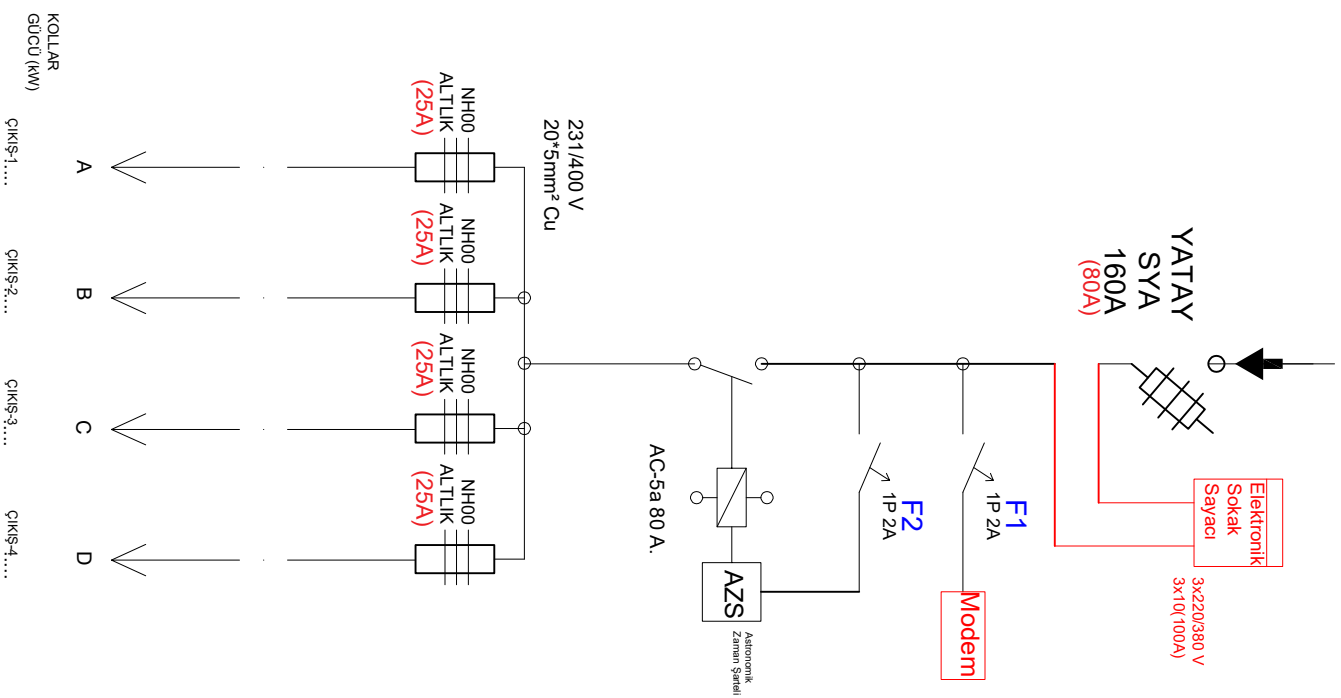 YATAY
SYA
160A
(80A)
Elektronik
Sokak
Sayacı
3x220/380 V
3x10(100A)
F1
1P 2A
Modem
F2
1P 2A
AC-5a 80 A.
AZS
Astronomik
Zaman Şarteli
231/400 V
20*5mm² Cu
NH00
ALTLIK
(25A)
NH00
ALTLIK
(25A)
NH00
ALTLIK
(25A)
NH00
ALTLIK
(25A)
A
B
C
D
KOLLAR
GÜCÜ (kW)
ÇIKIŞ-1.....
ÇIKIŞ-2.....
ÇIKIŞ-3.....
ÇIKIŞ-4.....